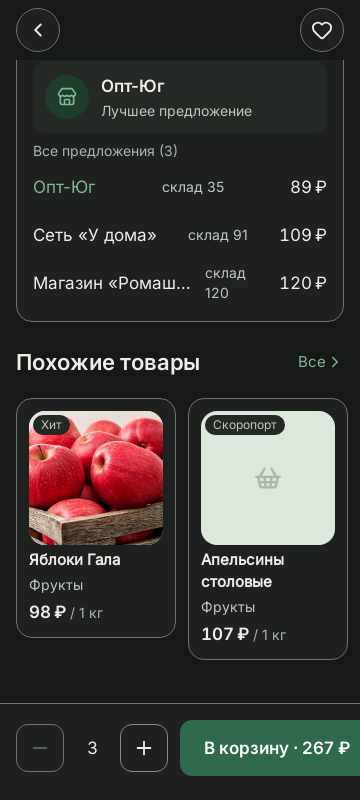 Опт-Юг
Лучшее предложение
Все предложения (3)
Опт-Юг склад 35 89 ₽
Сеть «У дома» склад 91 109 ₽
Магазин «Ромаш... склад 120 120 ₽
Похожие товары Все
Хит
Яблоки Гала
Фрукты
98 ₽ / 1 кг
Скоропорт
Апельсины
столовые
Фрукты
107 ₽ / 1 кг
3
В корзину · 267 ₽